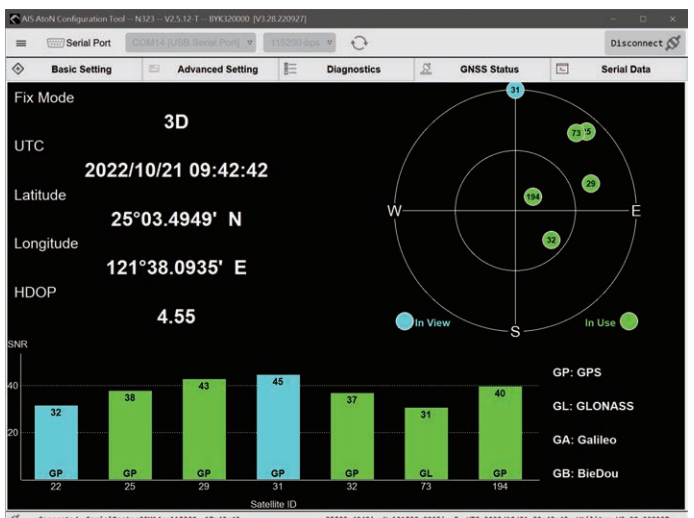 AIS AtoN Configuration Tool -- N323 -- V2.5.12-T -- BYK320000 [V3.28.220927]
Serial Port COM14 [USB Serial Port] 115200 bps Disconnect
Basic Setting Advanced Setting Diagnostics GNSS Status Serial Data
Fix Mode
3D
UTC
2022/10/21 09:42:42
Latitude
25°03.4949' N
Longitude
121°38.0935' E
HDOP
4.55
31
73
29
194
W E
32
In View S In Use
SNR
40
20
32 38 43 45 37 31 40
GP GP GP GP GP GL GP
22 25 29 31 32 73 194
Satellite ID
GP: GPS
GL: GLONASS
GA: Galileo
GB: BieDou